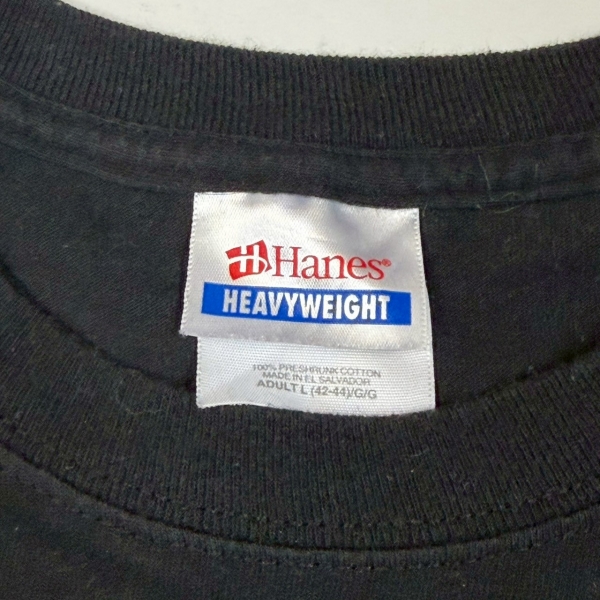 Hanes®
HEAVYWEIGHT
100% PRESHRUNK COTTON
MADE IN EL SALVADOR
ADULT L (42-44)/G/G